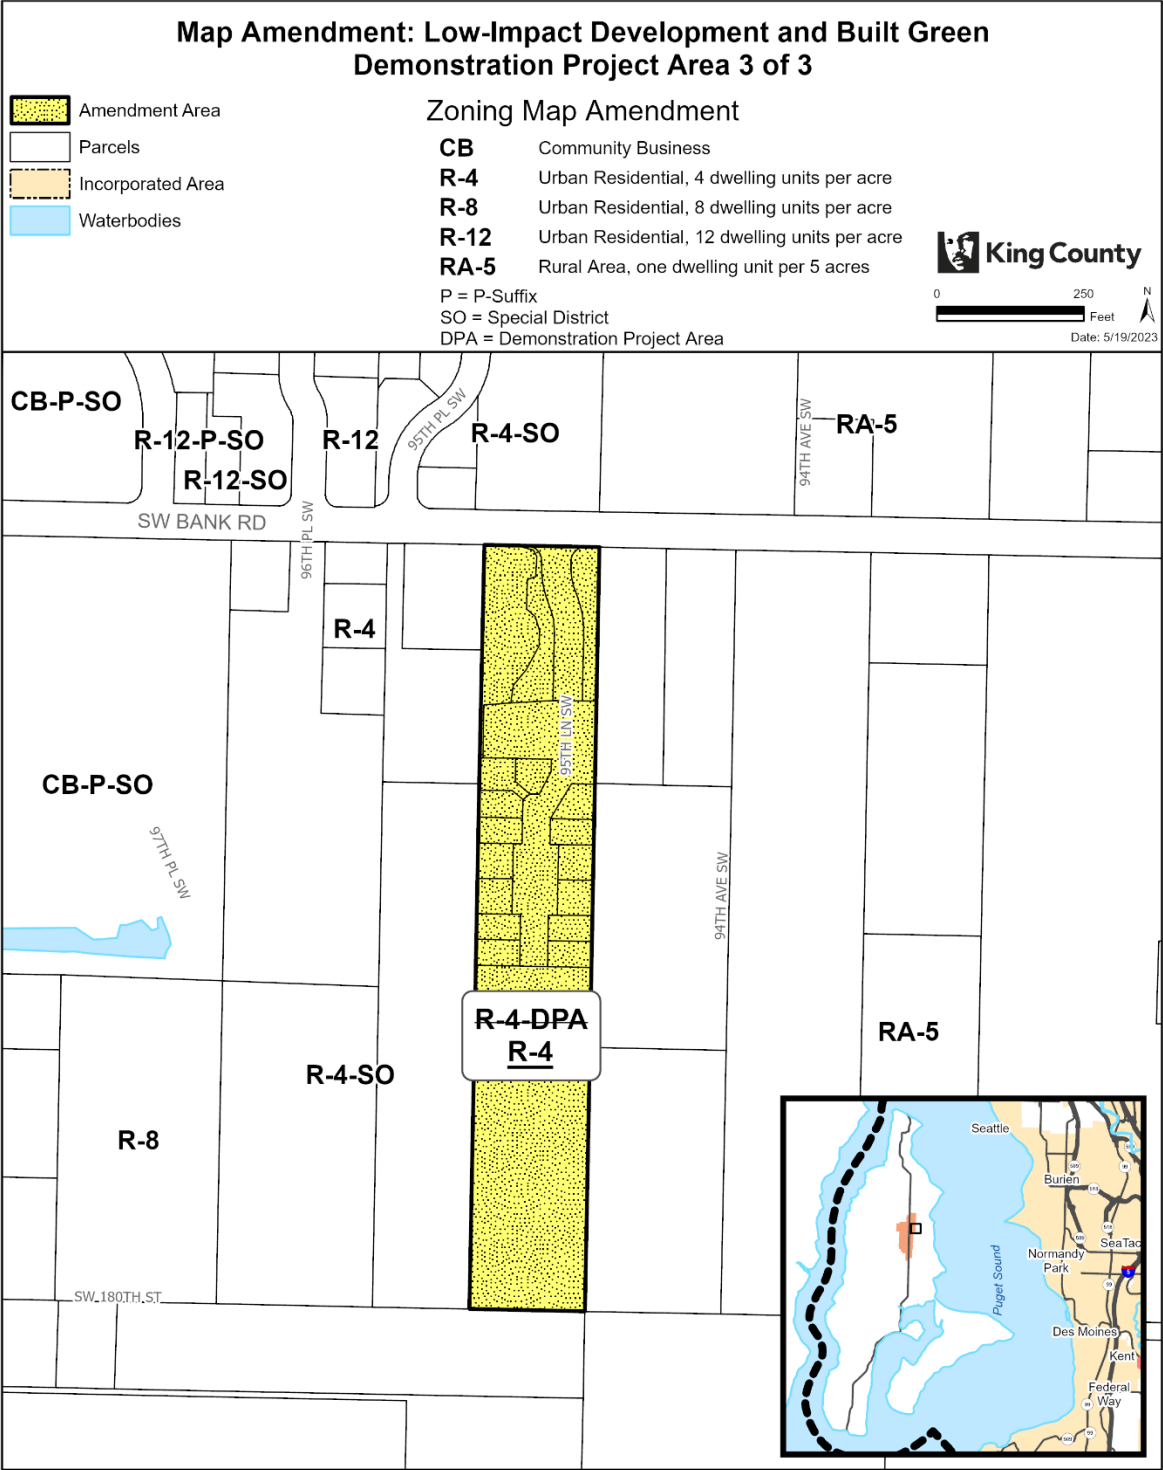 Map Amendment: Low-Impact Development and Built Green
Demonstration Project Area 3 of 3
Amendment Area
Parcels
Incorporated Area
Waterbodies
Zoning Map Amendment
CB Community Business
R-4 Urban Residential, 4 dwelling units per acre
R-8 Urban Residential, 8 dwelling units per acre
R-12 Urban Residential, 12 dwelling units per acre
RA-5 Rural Area, one dwelling unit per 5 acres
P = P-Suffix
SO = Special District
DPA = Demonstration Project Area
King County
0 250
Feet
N
Date: 5/19/2023
CB-P-SO
R-12-P-SO
R-12-SO
R-12
95TH PL SW
R-4-SO
94TH AVE SW
RA-5
SW BANK RD
96TH PL SW
R-4
95TH LN SW
CB-P-SO
97TH PL SW
94TH AVE SW
R-4-DPA
R-4
RA-5
R-4-SO
R-8
SW 180TH ST
Seattle
Burien
509
518
99
Normandy
Park
SeaTac
5
Puget Sound
Des Moines
Kent
Federal
Way